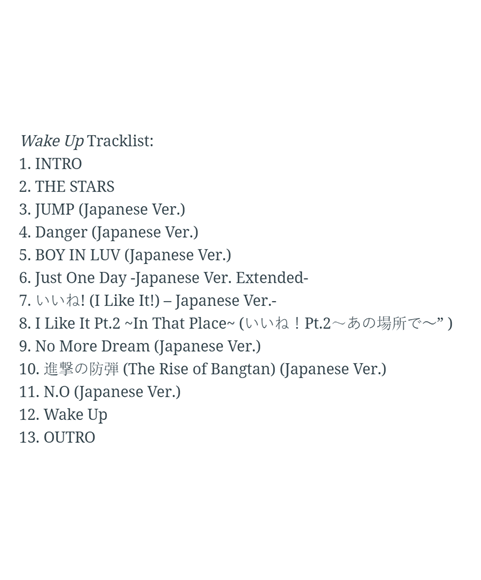 Wake Up Tracklist:
1. INTRO
2. THE STARS
3. JUMP (Japanese Ver.)
4. Danger (Japanese Ver.)
5. BOY IN LUV (Japanese Ver.)
6. Just One Day -Japanese Ver. Extended-
7. いいね! (I Like It!) – Japanese Ver.-
8. I Like It Pt.2 ~In That Place~ (いいね！Pt.2～あの場所で～” )
9. No More Dream (Japanese Ver.)
10. 進撃の防弾 (The Rise of Bangtan) (Japanese Ver.)
11. N.O (Japanese Ver.)
12. Wake Up
13. OUTRO